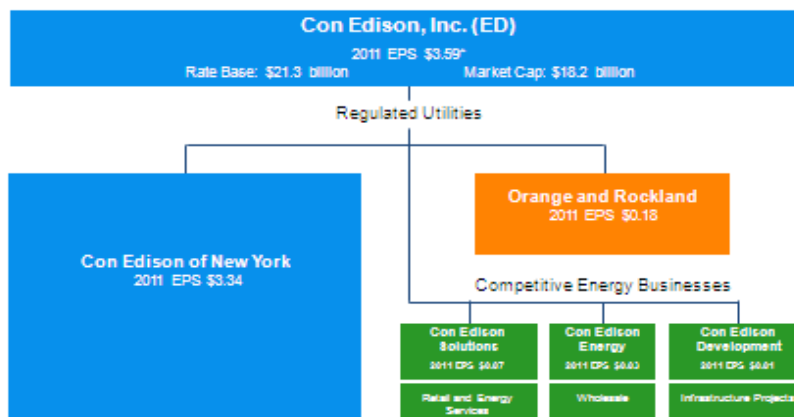 Con Edison, Inc. (ED)
2011 EPS $3.59*
Rate Base: $21.3 billion Market Cap: $18.2 billion
Regulated Utilities
Orange and Rockland
2011 EPS $0.18
Con Edison of New York
2011 EPS $3.34
Competitive Energy Businesses
Con Edison Solutions
2011 EPS $0.07
Retail and Energy Services
Con Edison Energy
2011 EPS $0.03
Wholesale
Con Edison Development
2011 EPS $0.01
Infrastructure Projects